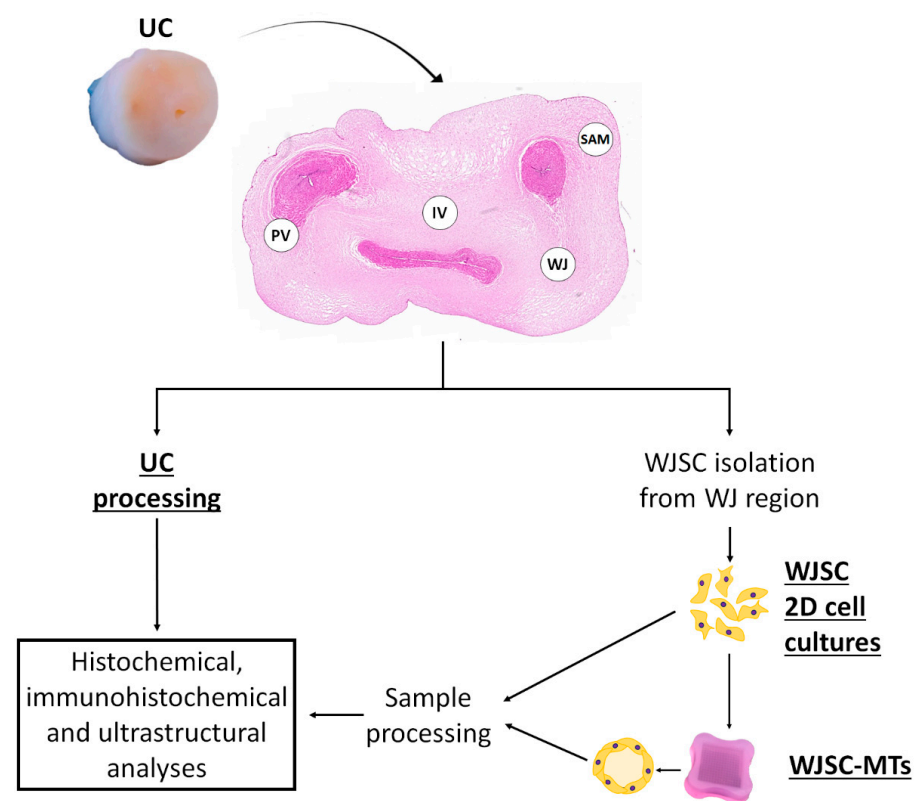 UC
SAM
IV
PV
WJ
UC
processing
WJSC isolation
from WJ region
WJSC
2D cell
cultures
Histochemical,
immunohistochemical
and ultrastructural
analyses
Sample
processing
WJSC-MTs